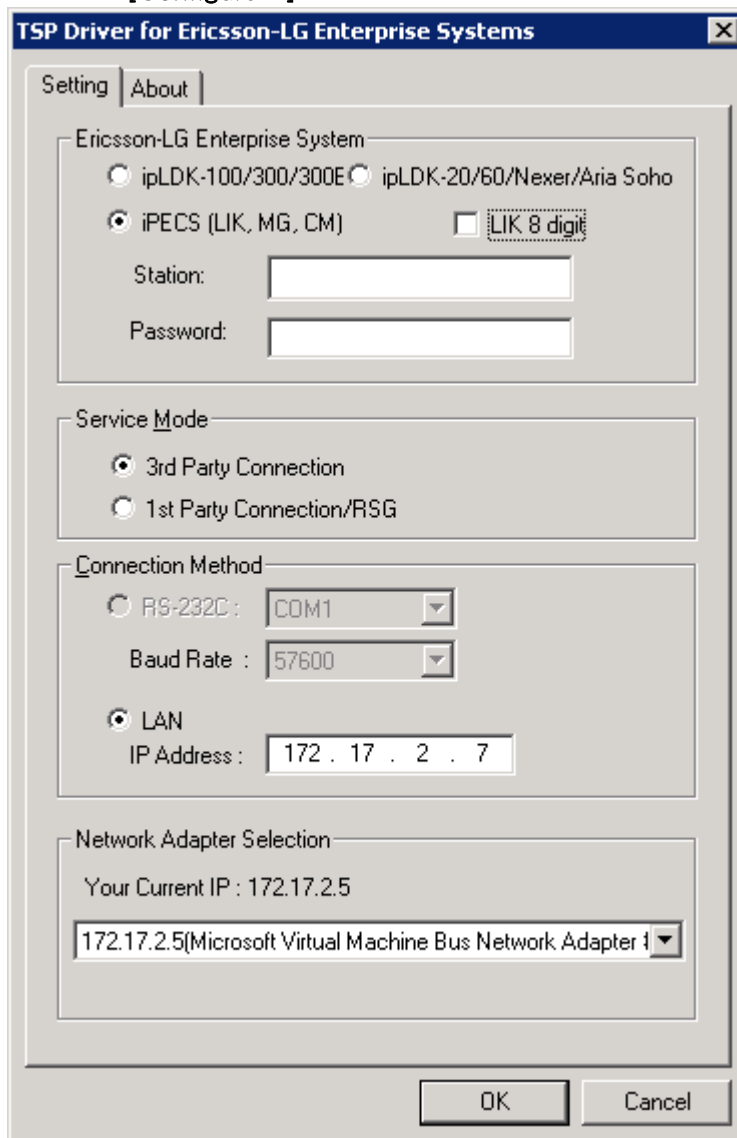 TSP Driver for Ericsson-LG Enterprise Systems
Setting About
Ericsson-LG Enterprise System
ipLDK-100/300/300E ipLDK-20/60/Nexer/Aria Soho
iPECS (LIK, MG, CM) LIK 8 digit
Station:
Password:
Service Mode
3rd Party Connection
1st Party Connection/RSG
Connection Method
RS-232C : COM1
Baud Rate : 57600
LAN
IP Address : 172 . 17 . 2 . 7
Network Adapter Selection
Your Current IP : 172.17.2.5
172.17.2.5(Microsoft Virtual Machine Bus Network Adapter
OK Cancel